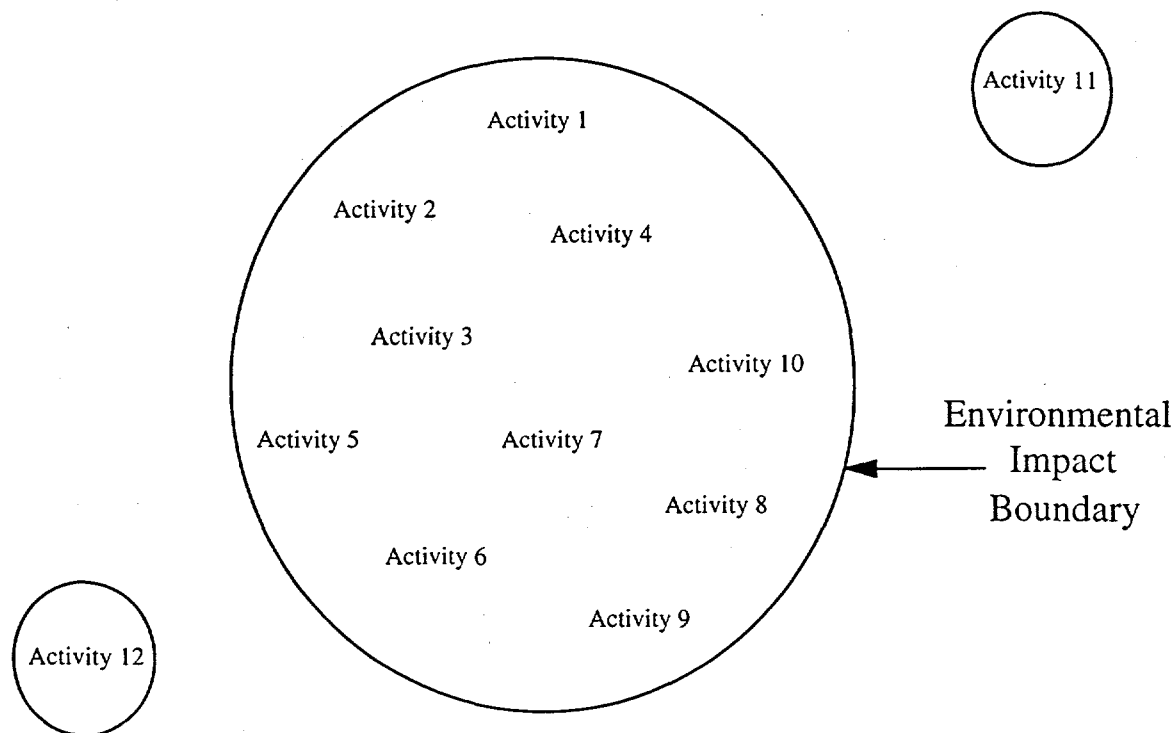 Activity 11
Activity 1
Activity 2
Activity 4
Activity 3
Activity 10
Environmental
Impact
Boundary
Activity 5
Activity 7
Activity 8
Activity 6
Activity 9
Activity 12